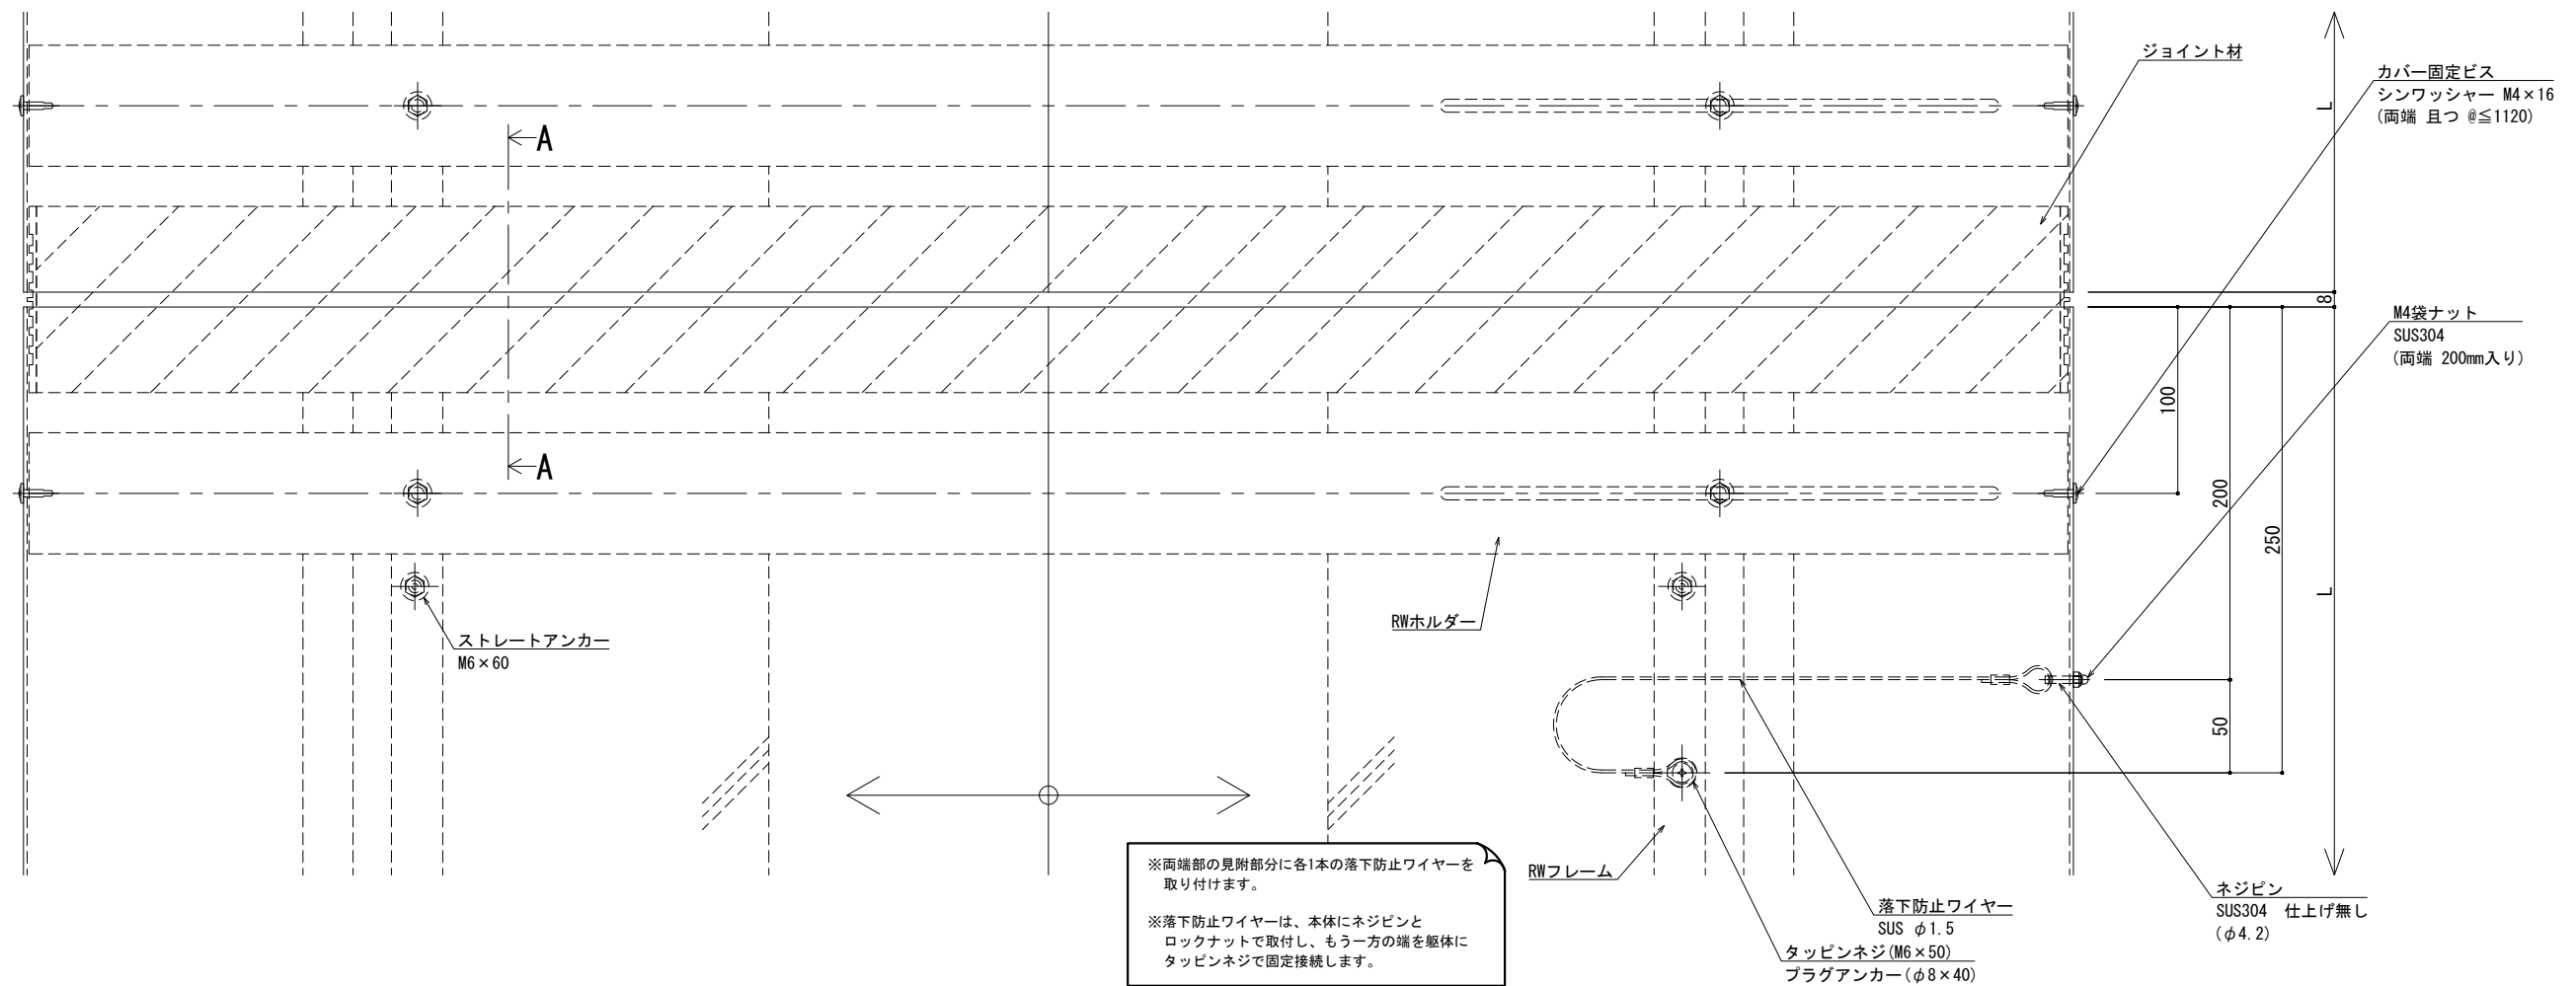 ジョイント材
カバー固定ビス
シンワッシャー M4×16
(両端 且つ @≦1120)
L
A
8
M4袋ナット
SUS304
(両端 200mm入り)
100
A
200
250
L
RWホルダー
ストレートアンカー
M6×60
50
※両端部の見附部分に各1本の落下防止ワイヤーを
取り付けます。
※落下防止ワイヤーは、本体にネジピンと
ロックナットで取付し、もう一方の端を躯体に
タッピンネジで固定接続します。
RWフレーム
落下防止ワイヤー
SUS φ1.5
タッピンネジ(M6×50)
プラグアンカー(φ8×40)
ネジピン
SUS304 仕上げ無し
(φ4.2)